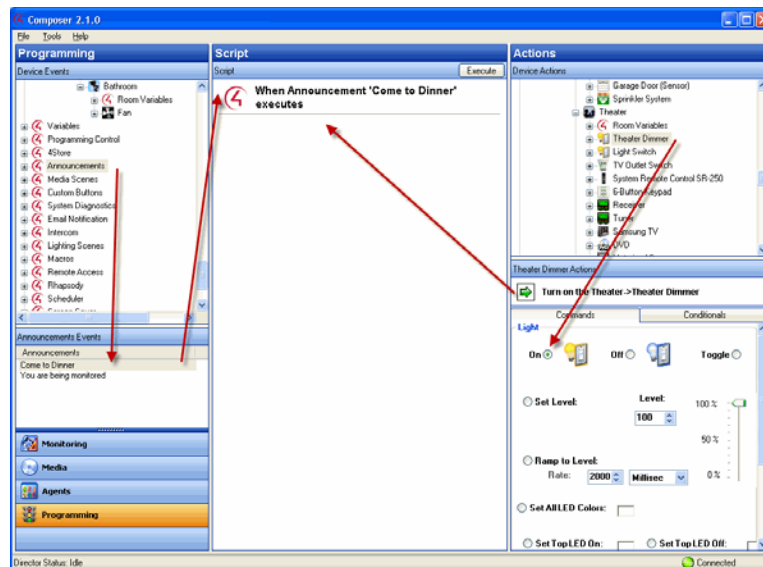 Composer 2.1.0
File Tools Help
Programming
Device Events
Bathroom
Room Variables
Fan
Variables
Programming Control
4Store
Announcements
Media Scenes
Custom Buttons
System Diagnostics
Email Notification
Intercom
Lighting Scenes
Macros
Remote Access
Rhapsody
Scheduler
Announcements Events
Announcements
Come to Dinner
You are being monitored
Monitoring
Media
Agents
Programming
Script
Script Execute
When Announcement 'Come to Dinner'
executes
Actions
Device Actions
Garage Door (Sensor)
Sprinkler System
Theater
Room Variables
Theater Dimmer
Light Switch
TV Outlet Switch
System Remote Control SR-250
6-Button Keypad
Receiver
Tuner
Samsung TV
DVD
Theater Dimmer Actions
Turn on the Theater->Theater Dimmer
Commands Conditionals
Light
On Off Toggle
Set Level: Level: 100 %
100
50 %
Ramp to Level:
Rate: 2000 Millisec 0 %
Set All LED Colors:
Set Top LED On: Set Top LED Off:
Director Status: Idle Connected